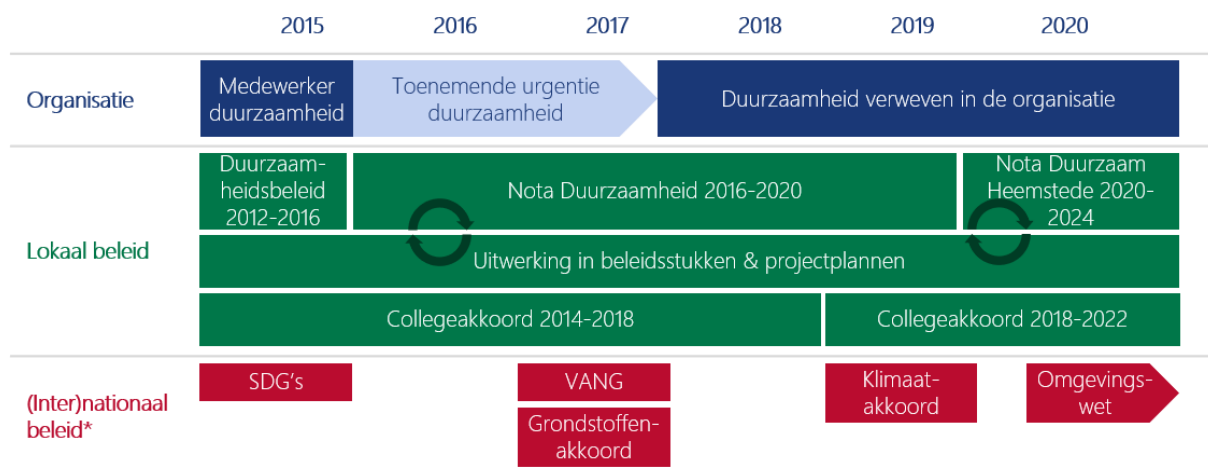 2015 2016 2017 2018 2019 2020
Organisatie
Medewerker
duurzaamheid
Toenemende urgentie
duurzaamheid
Duurzaamheid verweven in de organisatie
Lokaal beleid
Duurzaam-
heidsbeleid
2012-2016
Nota Duurzaamheid 2016-2020
Nota Duurzaam
Heemstede 2020-
2024
Uitwerking in beleidsstukken & projectplannen
Collegeakkoord 2014-2018
Collegeakkoord 2018-2022
(Inter)nationaal
beleid*
SDG's
VANG
Grondstoffen-
akkoord
Klimaat-
akkoord
Omgevings-
wet